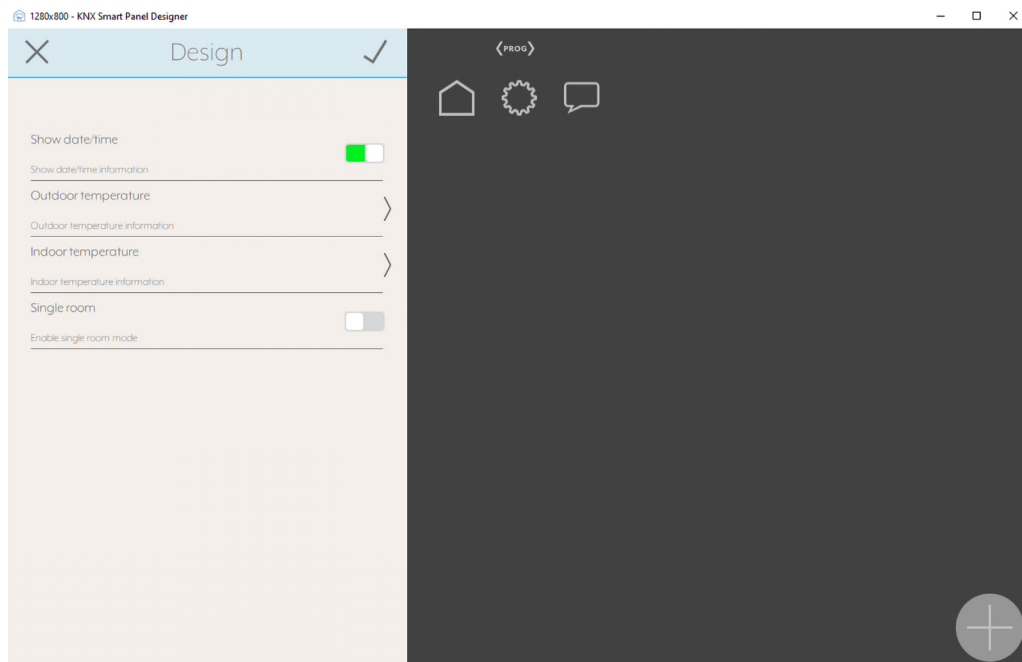 1280x800 - KNX Smart Panel Designer
Design
PROG
Show date/time
Show date/time information
Outdoor temperature
Outdoor temperature information
Indoor temperature
Indoor temperature information
Single room
Enable single room mode